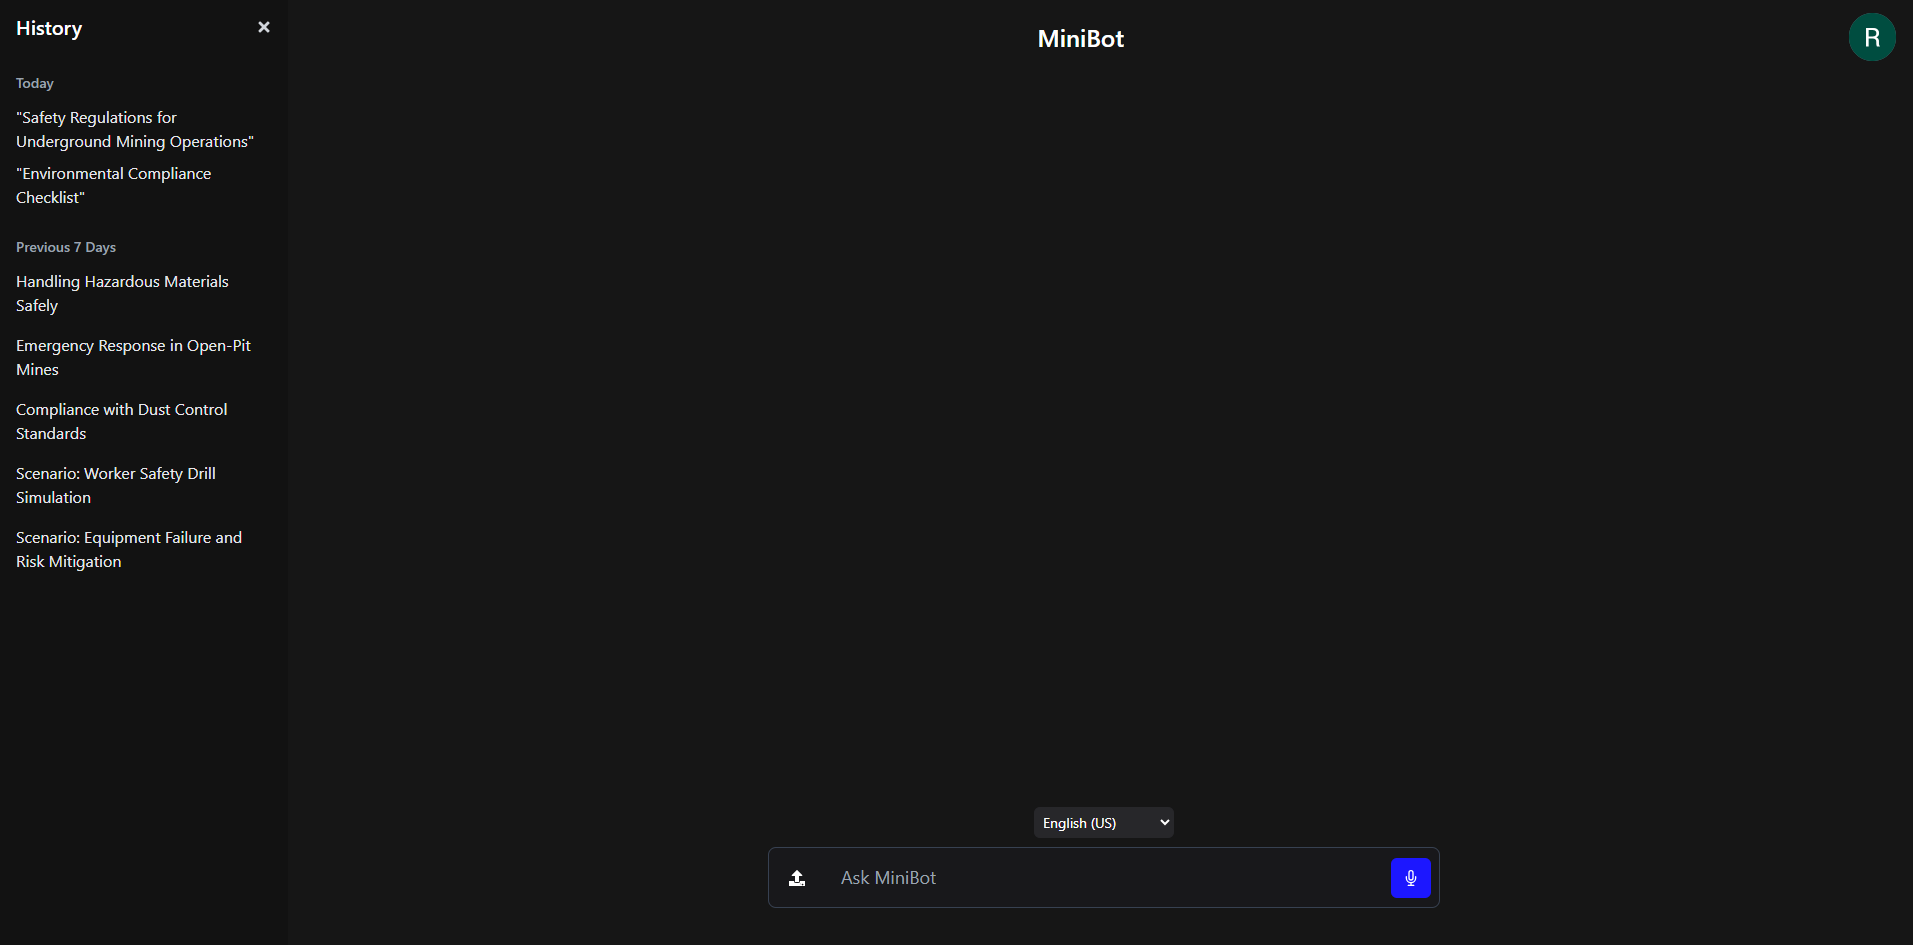 History
MiniBot
R
Today
"Safety Regulations for
Underground Mining Operations"
"Environmental Compliance
Checklist"
Previous 7 Days
Handling Hazardous Materials
Safely
Emergency Response in Open-Pit
Mines
Compliance with Dust Control
Standards
Scenario: Worker Safety Drill
Simulation
Scenario: Equipment Failure and
Risk Mitigation
English (US)
Ask MiniBot